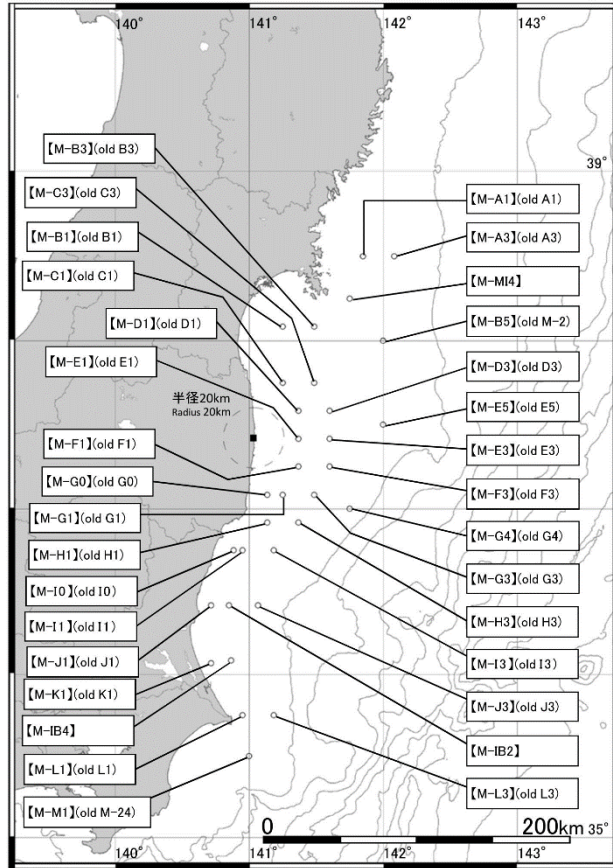 140°
141°
142°
143°
39°
【M-B3】(old B3)
【M-C3】(old C3)
【M-B1】(old B1)
【M-C1】(old C1)
【M-D1】(old D1)
【M-E1】(old E1)
半径20km
Radius 20km
【M-F1】(old F1)
【M-G0】(old G0)
【M-G1】(old G1)
【M-H1】(old H1)
【M-I0】(old I0)
【M-I1】(old I1)
【M-J1】(old J1)
【M-K1】(old K1)
【M-IB4】
【M-L1】(old L1)
【M-M1】(old M-24)
【M-A1】(old A1)
【M-A3】(old A3)
【M-MI4】
【M-B5】(old M-2)
【M-D3】(old D3)
【M-E5】(old E5)
【M-E3】(old E3)
【M-F3】(old F3)
【M-G4】(old G4)
【M-G3】(old G3)
【M-H3】(old H3)
【M-I3】(old I3)
【M-J3】(old J3)
【M-IB2】
【M-L3】(old L3)
0
200km
35°
140°
141°
142°
143°